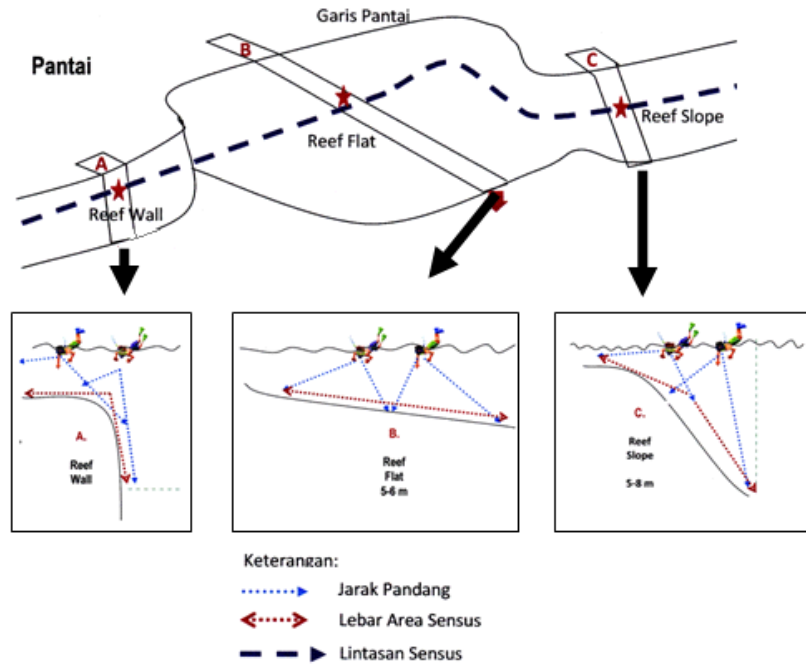 Garis Pantai
B
C
Pantai
Reef Slope
Reef Flat
A
Reef Wall
A.
Reef
Wall
B.
Reef
Flat
5-6 m
C.
Reef
Slope
5-8 m
Keterangan:
Jarak Pandang
Lebar Area Sensus
Lintasan Sensus